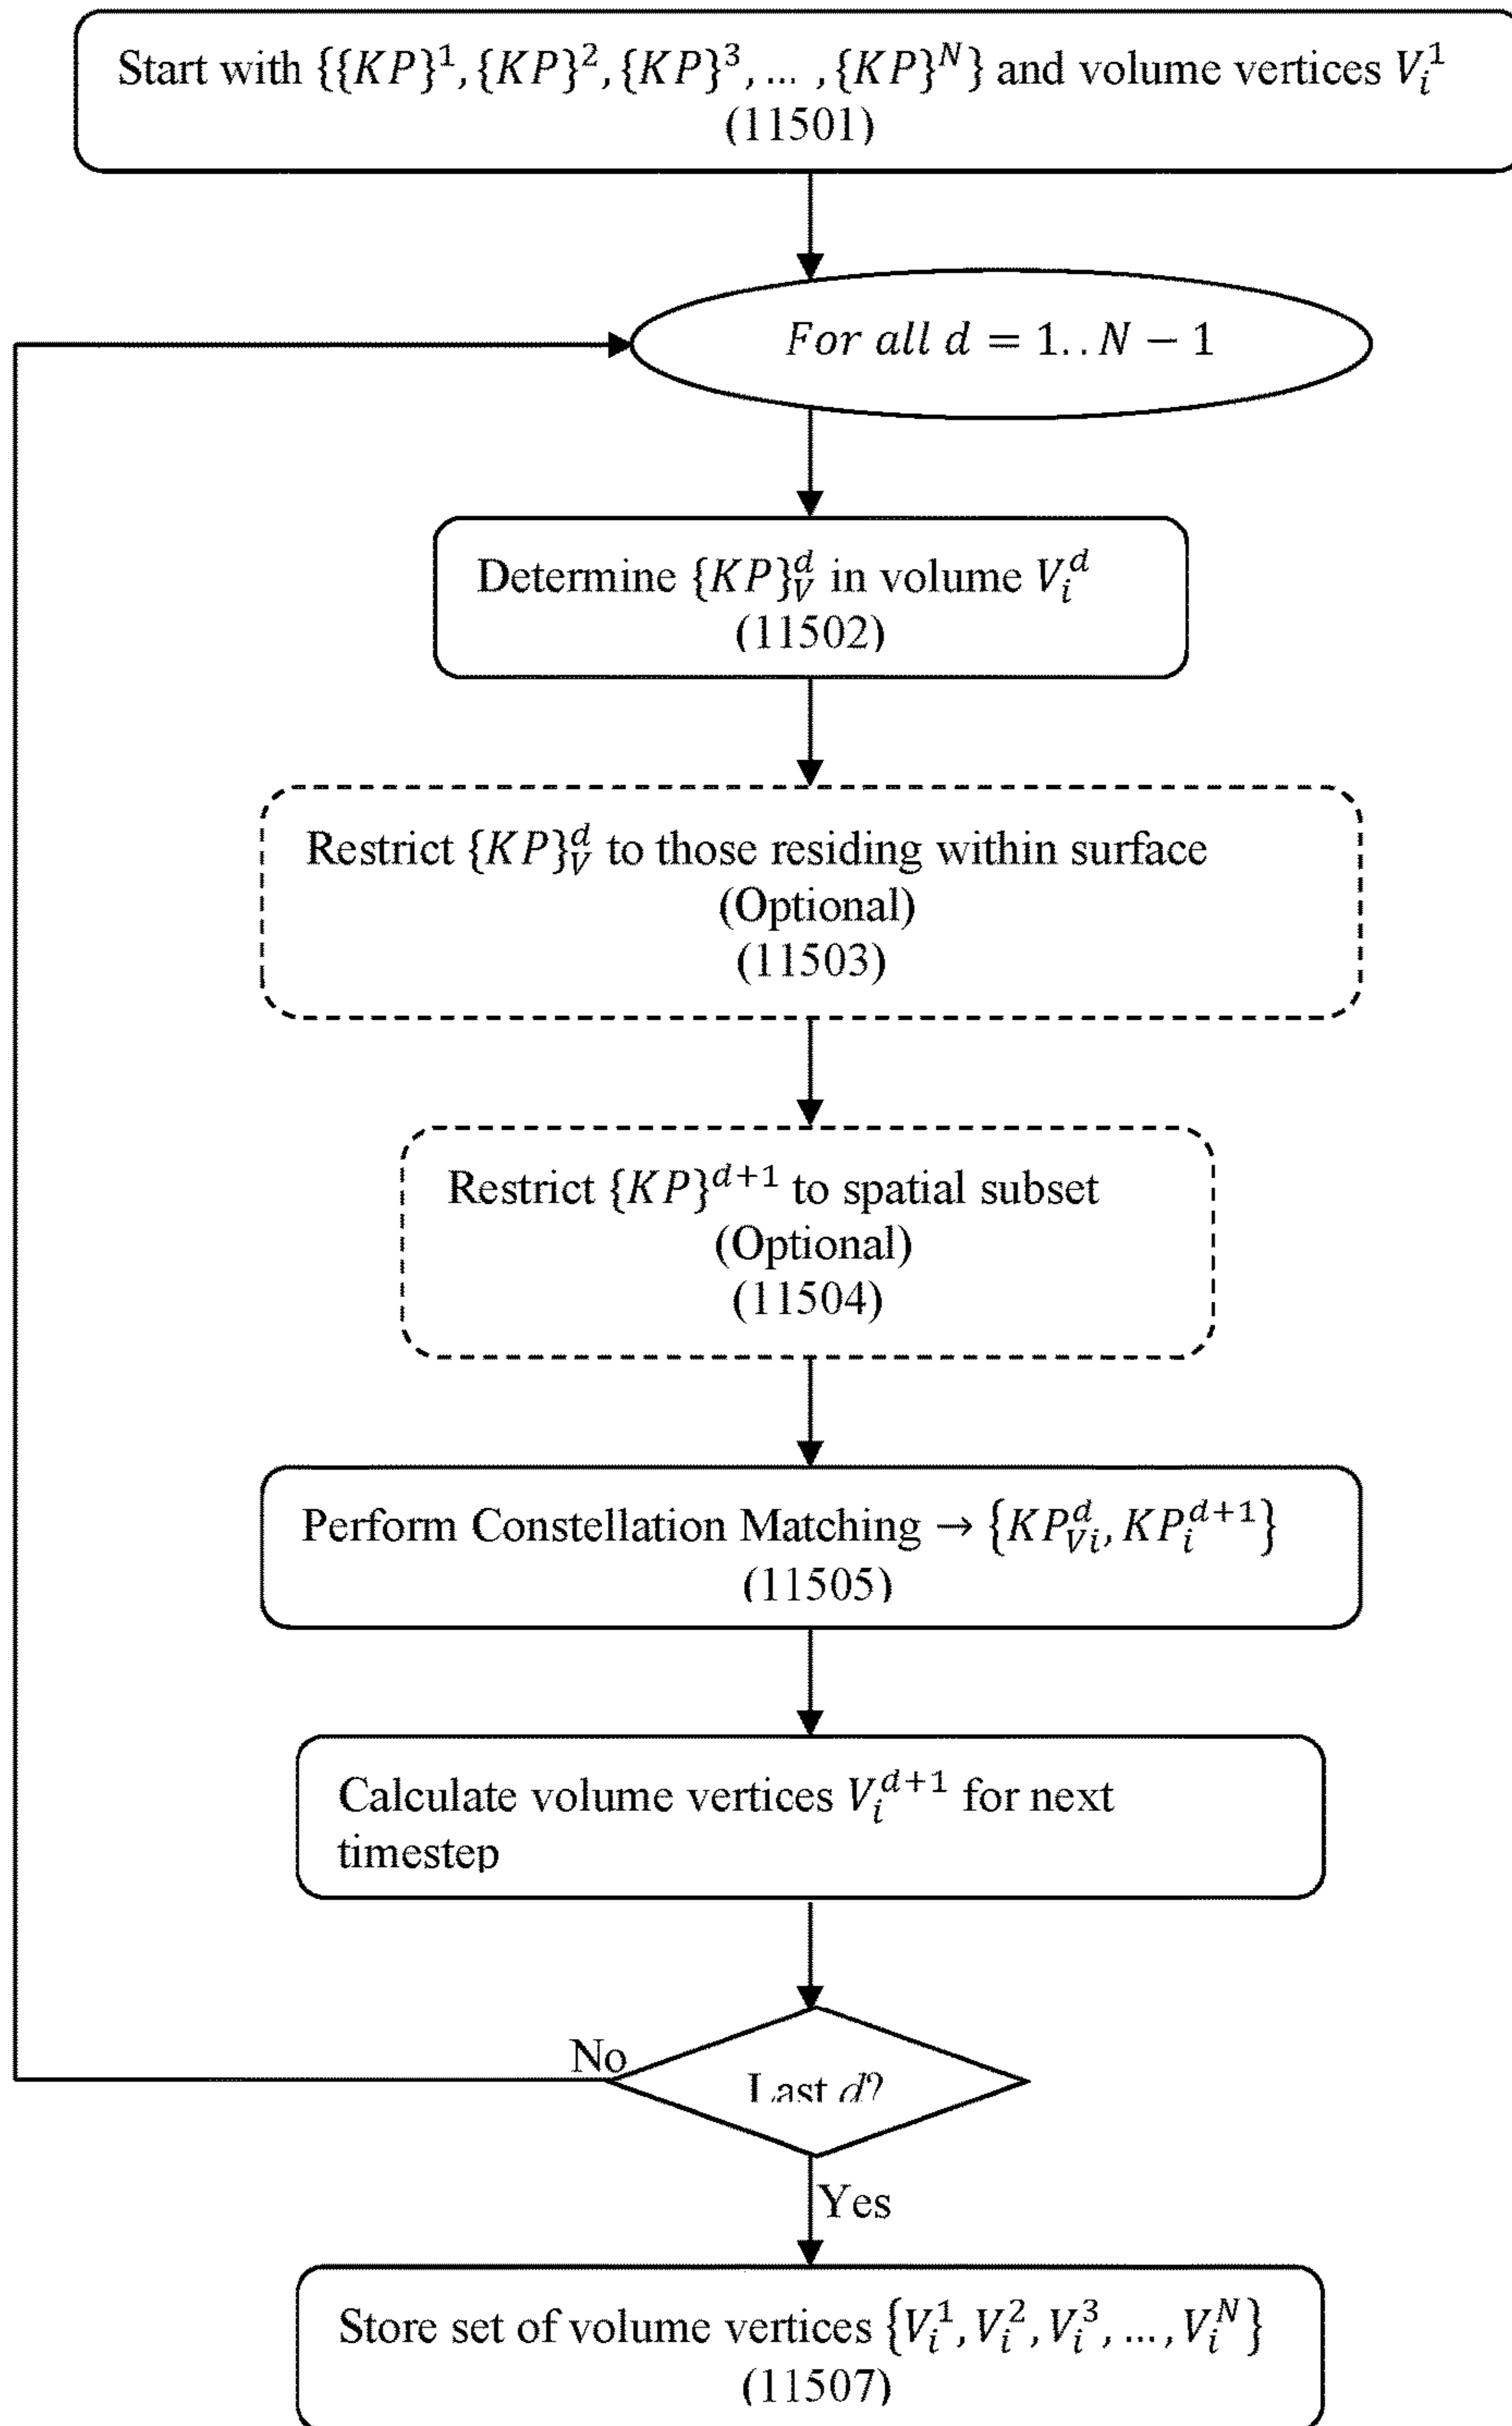 Start with {{KP}^1, {KP}^2, {KP}^3, … , {KP}^N} and volume vertices V_i^1
(11501)
For all d = 1. . N − 1
Determine {KP}_V^d in volume V_i^d
(11502)
Restrict {KP}_V^d to those residing within surface
(Optional)
(11503)
Restrict {KP}^{d+1} to spatial subset
(Optional)
(11504)
Perform Constellation Matching → {KP_{Vi}^d, KP_i^{d+1}}
(11505)
Calculate volume vertices V_i^{d+1} for next
timestep
No
Last d?
Yes
Store set of volume vertices {V_i^1, V_i^2, V_i^3, … , V_i^N}
(11507)